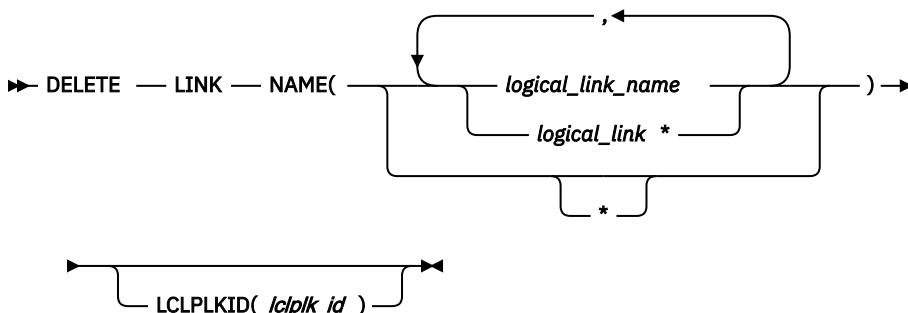 ,
DELETE LINK NAME( logical_link_name )
logical_link *
*
LCLPLKID( lclplk_id )